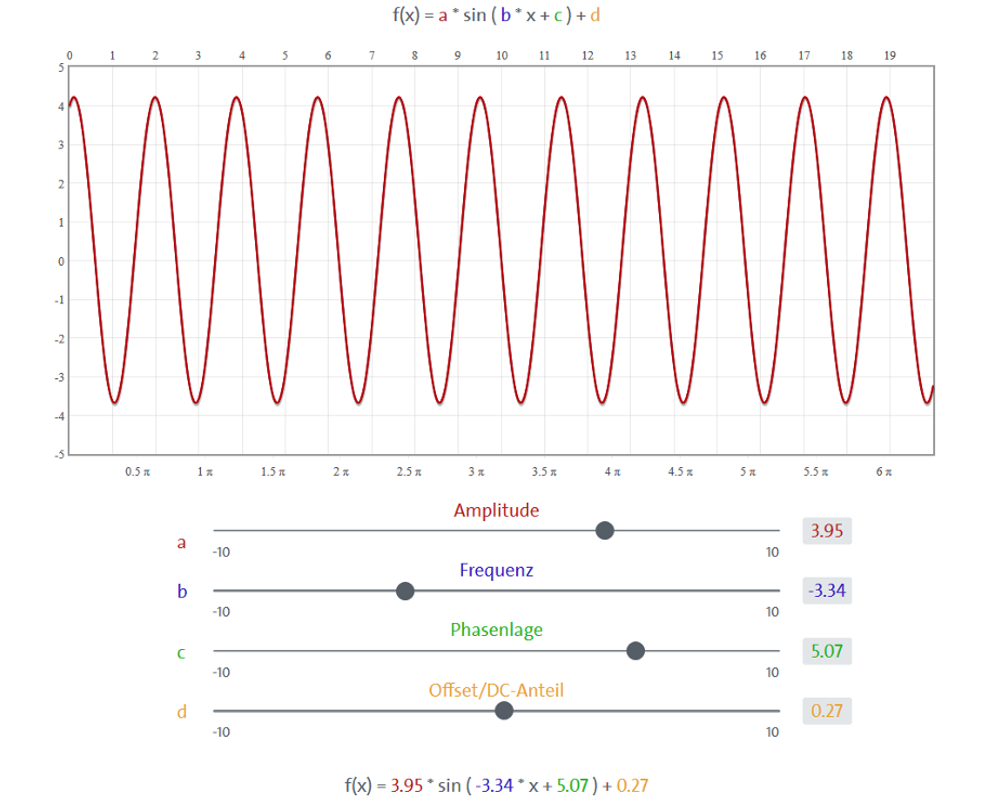 f(x) = a * sin ( b * x + c ) + d
0 1 2 3 4 5 6 7 8 9 10 11 12 13 14 15 16 17 18 19
5
4
3
2
1
0
-1
-2
-3
-4
-5
0.5 π 1 π 1.5 π 2 π 2.5 π 3 π 3.5 π 4 π 4.5 π 5 π 5.5 π 6 π
Amplitude
a 3.95
-10 10
Frequenz
b -3.34
-10 10
Phasenlage
c 5.07
-10 10
Offset/DC-Anteil
d 0.27
-10 10
f(x) = 3.95 * sin ( -3.34 * x + 5.07 ) + 0.27